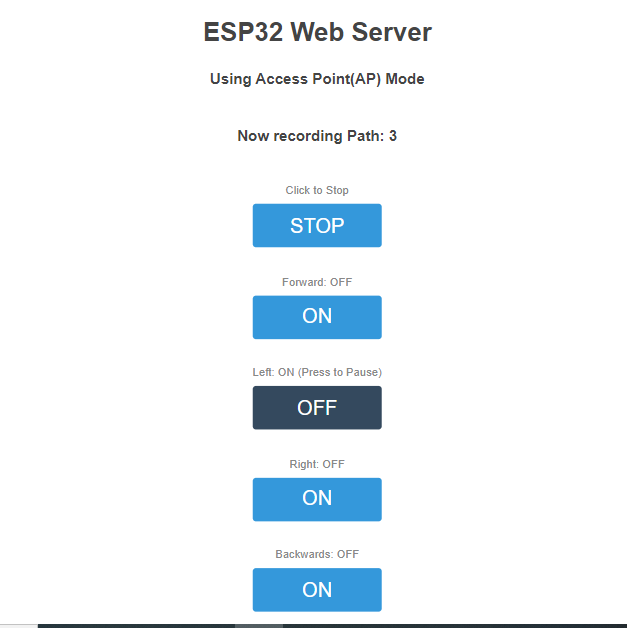 ESP32 Web Server
Using Access Point(AP) Mode
Now recording Path: 3
Click to Stop
STOP
Forward: OFF
ON
Left: ON (Press to Pause)
OFF
Right: OFF
ON
Backwards: OFF
ON